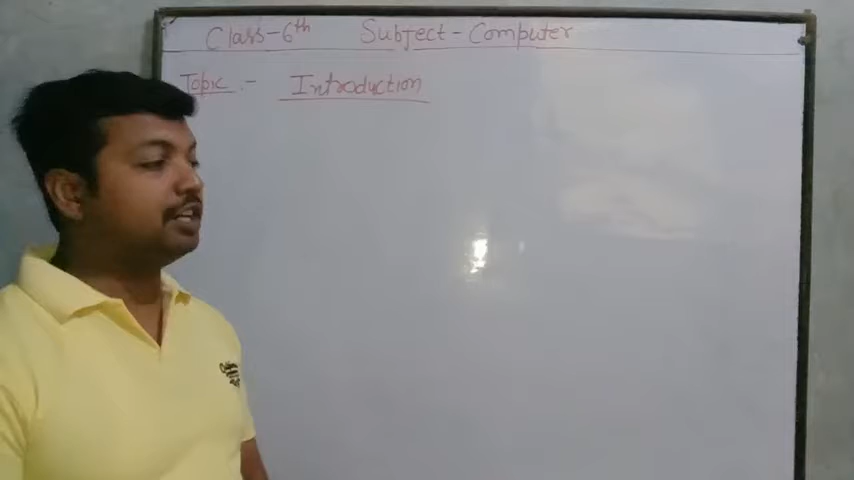 Class-6th Subject-Computer
Topic :- Introduction